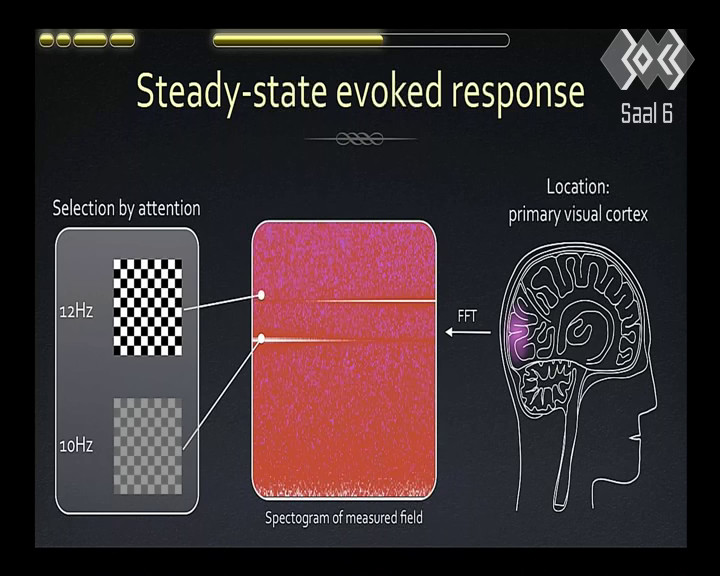 Steady-state evoked response
Saal 6
Selection by attention
12Hz
10Hz
Spectogram of measured field
FFT
Location:
primary visual cortex